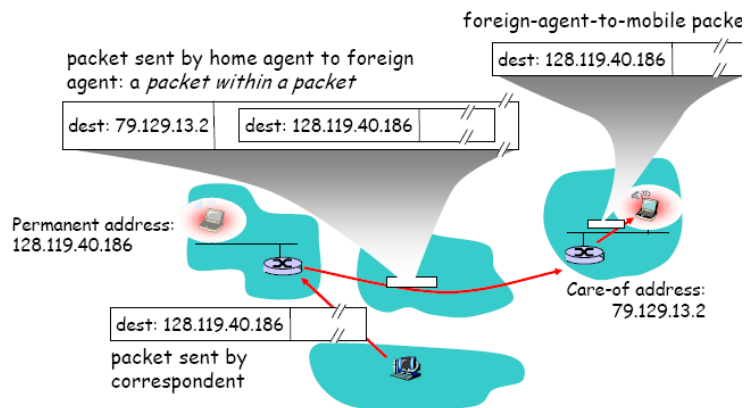 foreign-agent-to-mobile packe
packet sent by home agent to foreign
agent: a packet within a packet
dest: 128.119.40.186
dest: 79.129.13.2
dest: 128.119.40.186
Permanent address:
128.119.40.186
Care-of address:
79.129.13.2
dest: 128.119.40.186
packet sent by
correspondent